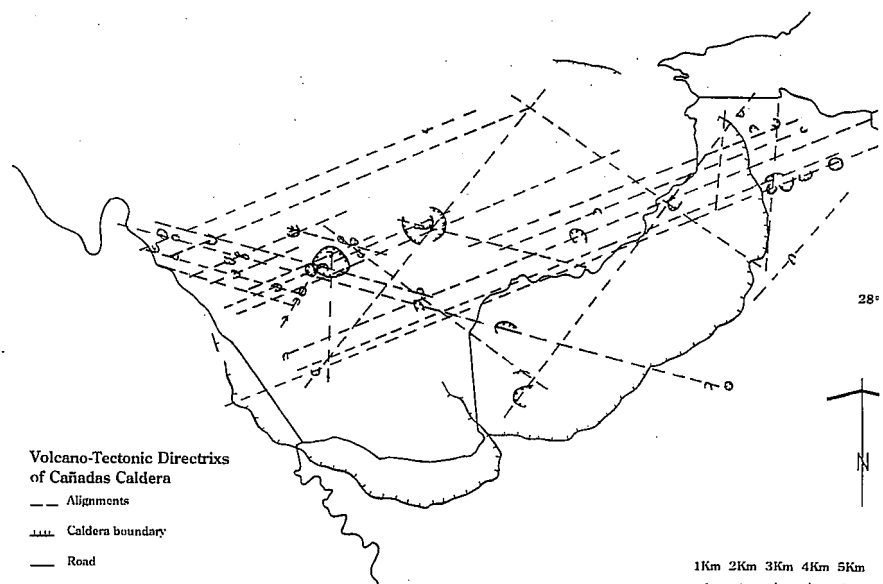 28°
N
Volcano-Tectonic Directrixs
of Cañadas Caldera
Alignments
Caldera boundary
Road
1Km 2Km 3Km 4Km 5Km